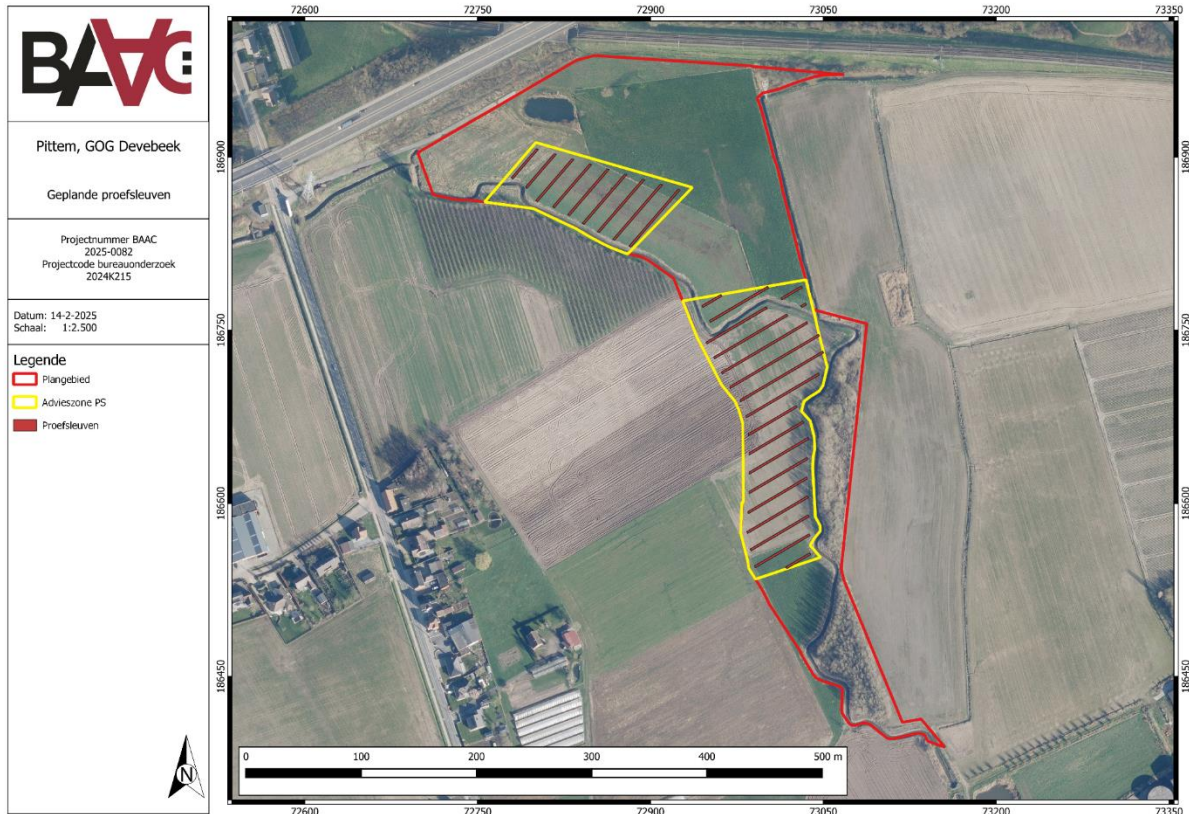 BAAC
Pittem, GOG Devebeek
Geplande proefsleuven
Projectnummer BAAC
2025-0082
Projectcode bureauonderzoek
2024K215
Datum: 14-2-2025
Schaal: 1:2.500
Legende
Plangebied
Advieszone PS
Proefsleuven
N
72600 72750 72900 73050 73200 73350
186900 186900
186750 186750
186600 186600
186450 186450
0 100 200 300 400 500 m
72600 72750 72900 73050 73200 73350